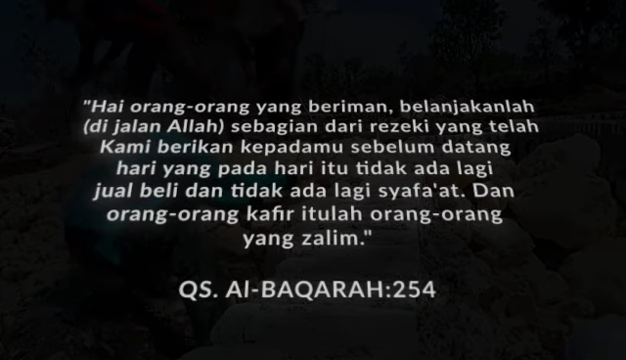 "Hai orang-orang yang beriman, belanjakanlah
(di jalan Allah) sebagian dari rezeki yang telah
Kami berikan kepadamu sebelum datang
hari yang pada hari itu tidak ada lagi
jual beli dan tidak ada lagi syafa'at. Dan
orang-orang kafir itulah orang-orang
yang zalim."
QS. Al-BAQARAH:254